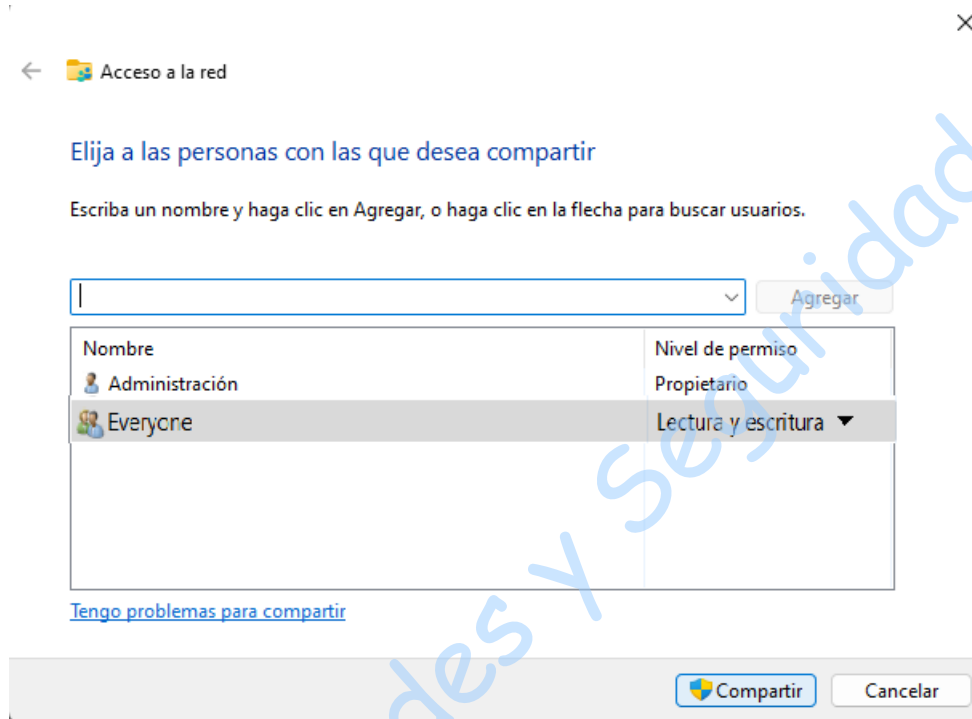 Acceso a la red
Elija a las personas con las que desea compartir
Escriba un nombre y haga clic en Agregar, o haga clic en la flecha para buscar usuarios.
Agregar
Nombre Nivel de permiso
Administración Propietario
Everyone Lectura y escritura
Tengo problemas para compartir
Compartir Cancelar
des y Seguridad